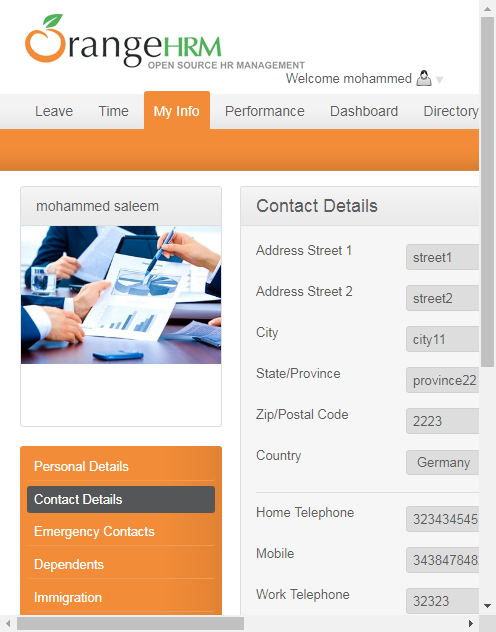 OrangeHRM
OPEN SOURCE HR MANAGEMENT
Welcome mohammed
Leave Time My Info Performance Dashboard Directory
mohammed saleem
Contact Details
Address Street 1 street1
Address Street 2 street2
City city11
State/Province province22
Zip/Postal Code 2223
Country Germany
Home Telephone 323434545
Mobile 343847848
Work Telephone 32323
Personal Details
Contact Details
Emergency Contacts
Dependents
Immigration